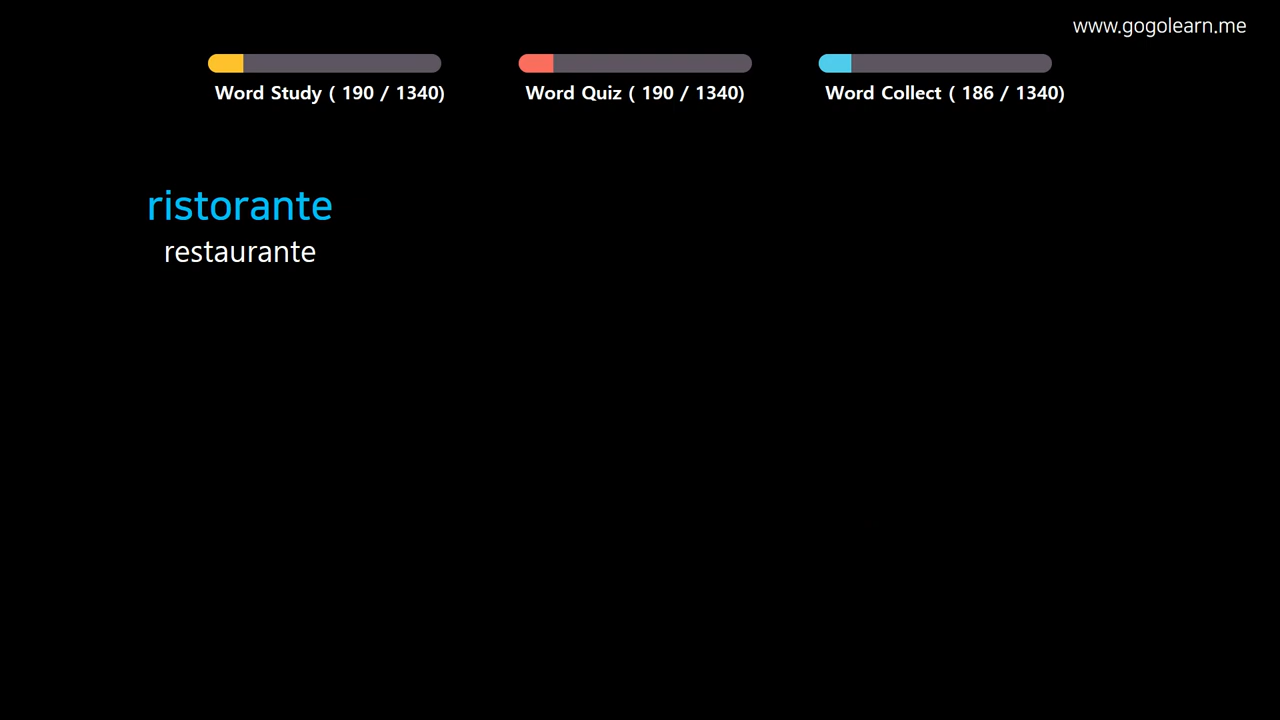 www.gogolearn.me
Word Study ( 190 / 1340)
Word Quiz ( 190 / 1340)
Word Collect ( 186 / 1340)
ristorante
restaurante